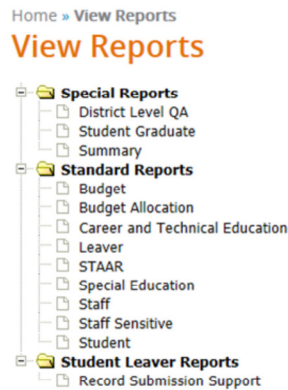 Home » View Reports
View Reports
Special Reports
District Level QA
Student Graduate
Summary
Standard Reports
Budget
Budget Allocation
Career and Technical Education
Leaver
STAAR
Special Education
Staff
Staff Sensitive
Student
Student Leaver Reports
Record Submission Support